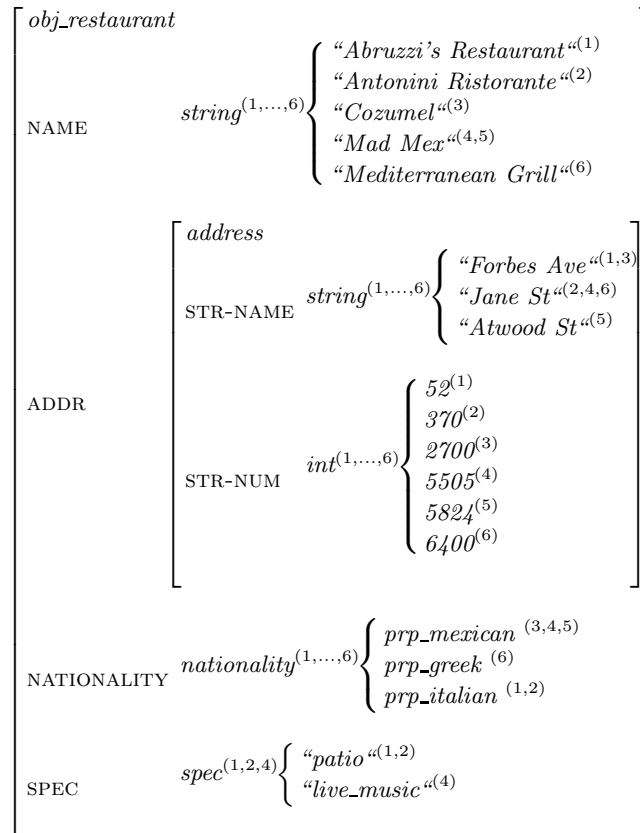 obj_restaurant
NAME string(1,...,6) “Abruzzi's Restaurant“(1)
“Antonini Ristorante“(2)
“Cozumel“(3)
“Mad Mex“(4,5)
“Mediterranean Grill“(6)
ADDR address
STR-NAME string(1,...,6) “Forbes Ave“(1,3)
“Jane St“(2,4,6)
“Atwood St“(5)
STR-NUM int(1,...,6) 52(1)
370(2)
2700(3)
5505(4)
5824(5)
6400(6)
NATIONALITY nationality(1,...,6) prp_mexican (3,4,5)
prp_greek (6)
prp_italian (1,2)
SPEC spec(1,2,4) “patio“(1,2)
“live_music“(4)